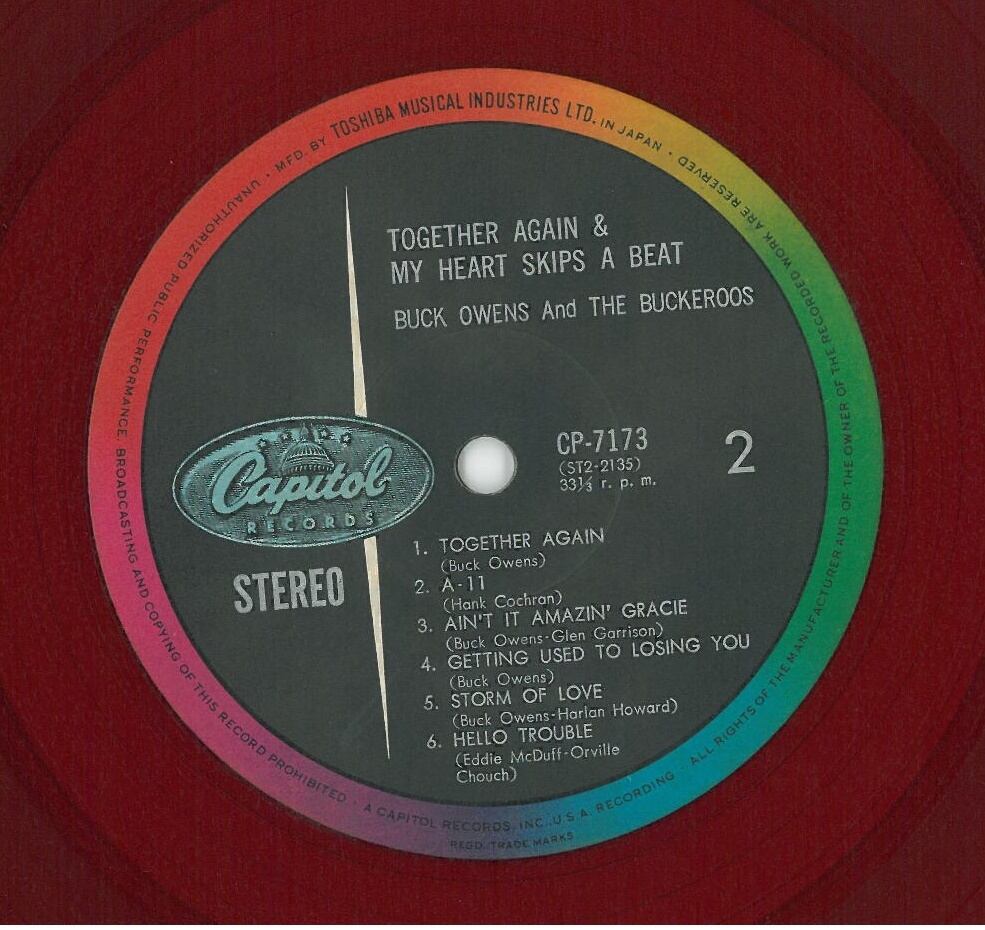 UNAUTHORIZED PUBLIC PERFORMANCE, BROADCASTING AND COPYING OF THIS RECORD PROHIBITED · A CAPITOL RECORDS, INC., U.S.A. RECORDING · ALL RIGHTS OF THE MANUFACTURER AND OF THE OWNER OF THE RECORDED WORK ARE RESERVED · MFD. BY TOSHIBA MUSICAL INDUSTRIES LTD. IN JAPAN ·
REGD. TRADE MARKS
TOGETHER AGAIN &
MY HEART SKIPS A BEAT
BUCK OWENS And THE BUCKEROOS
Capitol
RECORDS
STEREO
CP-7173
(ST2-2135)
33⅓ r. p. m.
2
1. TOGETHER AGAIN
(Buck Owens)
2. A-11
(Hank Cochran)
3. AIN'T IT AMAZIN' GRACIE
(Buck Owens-Glen Garrison)
4. GETTING USED TO LOSING YOU
(Buck Owens)
5. STORM OF LOVE
(Buck Owens-Harlan Howard)
6. HELLO TROUBLE
(Eddie McDuff-Orville
Chouch)